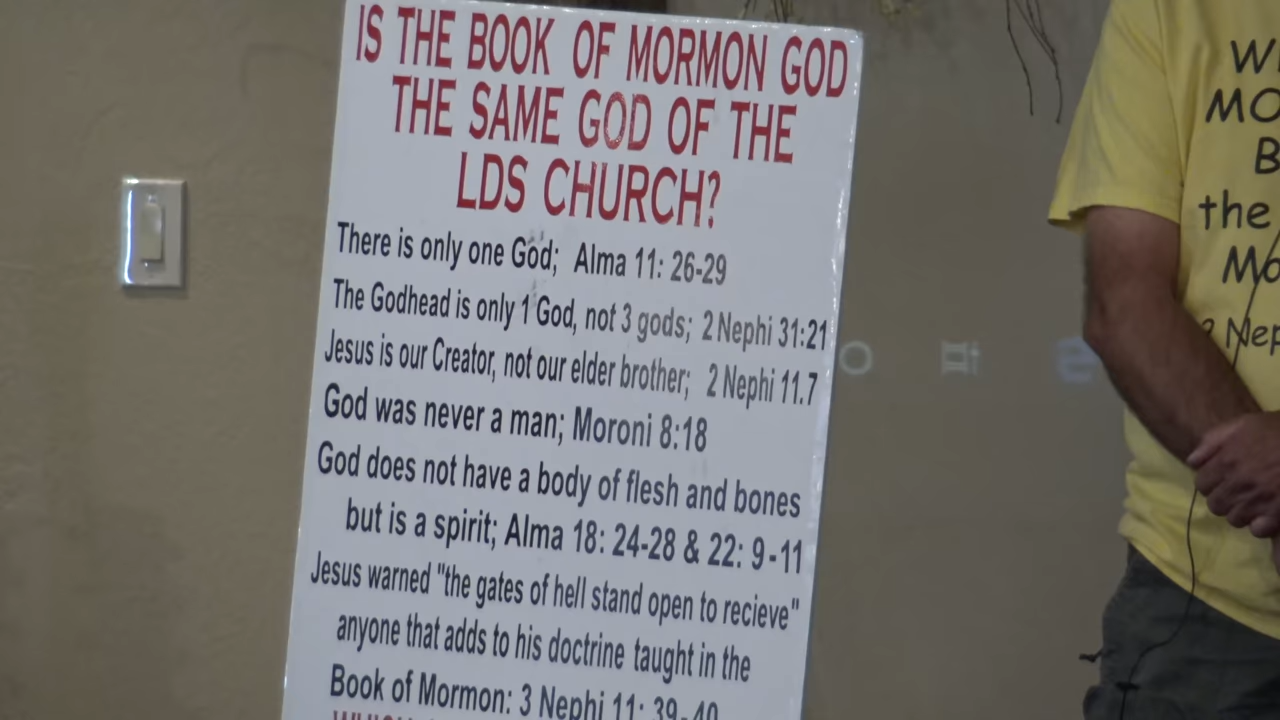 IS THE BOOK OF MORMON GOD
THE SAME GOD OF THE
LDS CHURCH?
There is only one God; Alma 11: 26-29
The Godhead is only 1 God, not 3 gods; 2 Nephi 31:21
Jesus is our Creator, not our elder brother; 2 Nephi 11.7
God was never a man; Moroni 8:18
God does not have a body of flesh and bones
but is a spirit; Alma 18: 24-28 & 22: 9-11
Jesus warned "the gates of hell stand open to recieve"
anyone that adds to his doctrine taught in the
Book of Mormon: 3 Nephi 11: 39-40
W
MO
B
the
Mo
Nep